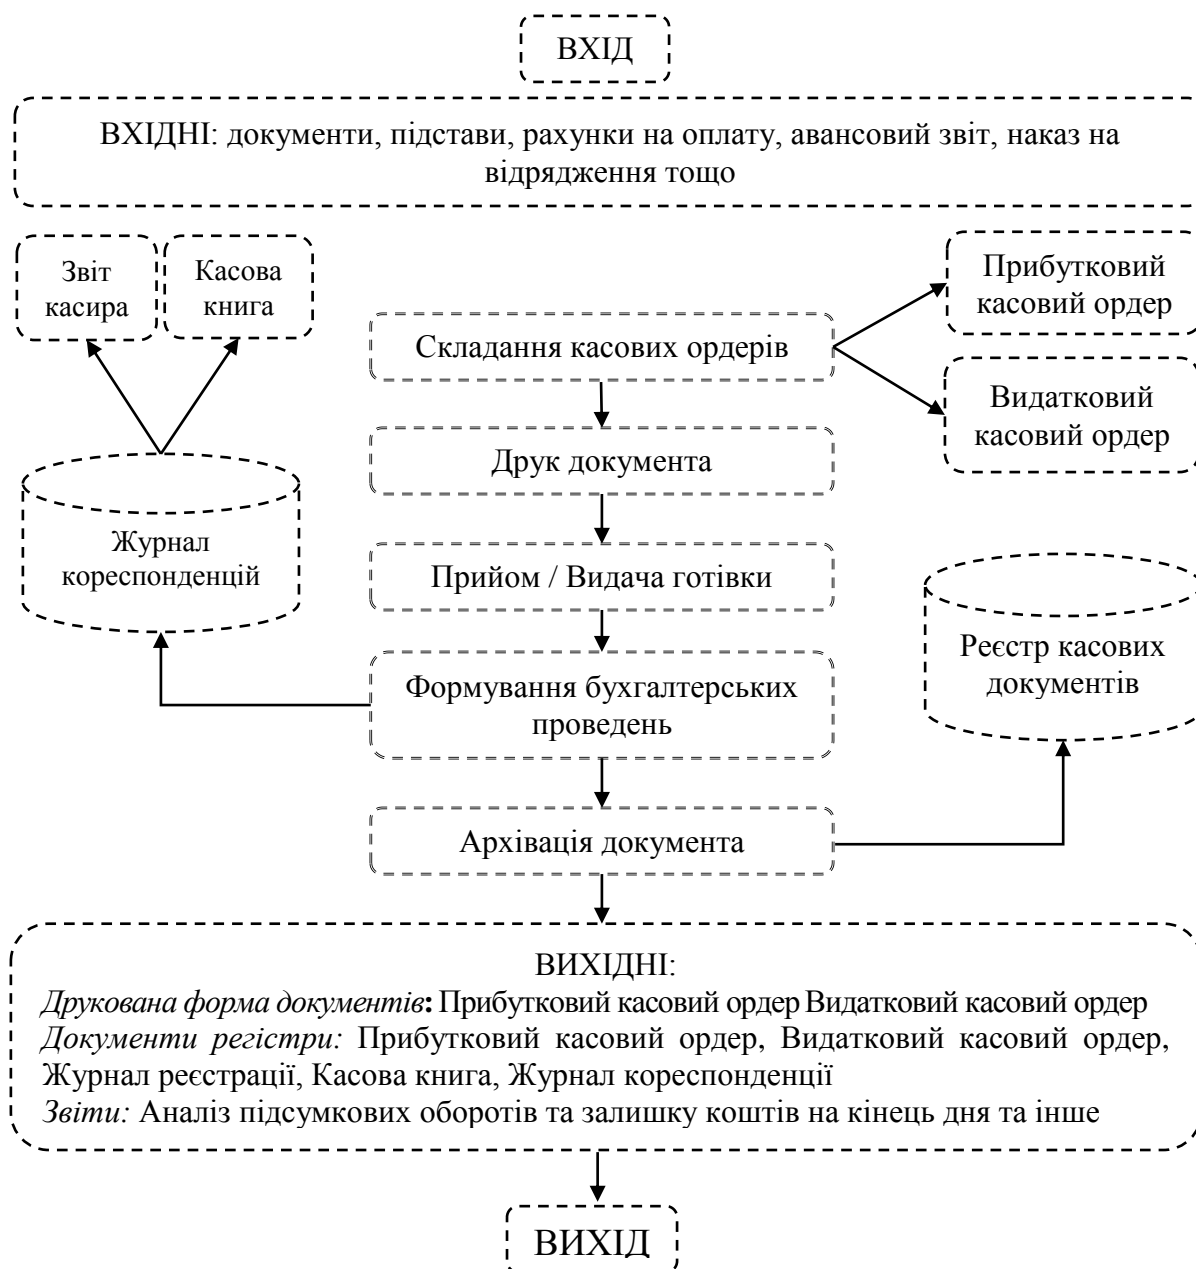 ВХІД
ВХІДНІ: документи, підстави, рахунки на оплату, авансовий звіт, наказ на
відрядження тощо
Звіт
касира
Касова
книга
Прибутковий
касовий ордер
Складання касових ордерів
Видатковий
касовий ордер
Друк документа
Журнал
кореспонденцій
Прийом / Видача готівки
Реєстр касових
документів
Формування бухгалтерських
проведень
Архівація документа
ВИХІДНІ:
Друкована форма документів: Прибутковий касовий ордер Видатковий касовий ордер
Документи регістри: Прибутковий касовий ордер, Видатковий касовий ордер,
Журнал реєстрації, Касова книга, Журнал кореспонденції
Звіти: Аналіз підсумкових оборотів та залишку коштів на кінець дня та інше
ВИХІД